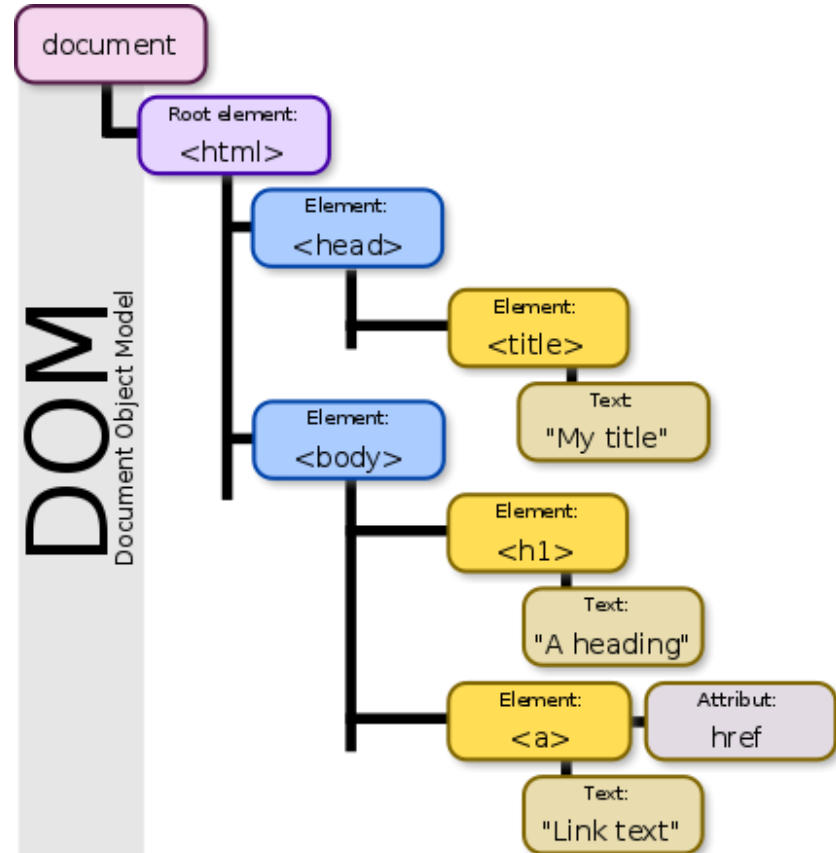 document
Root element:
<html>
Element:
<head>
Element:
<title>
Text
"My title"
DOM
Document Object Model
Element:
<body>
Element:
<h1>
Text:
"A heading"
Element:
<a>
Attribut:
href
Text:
"Link text"